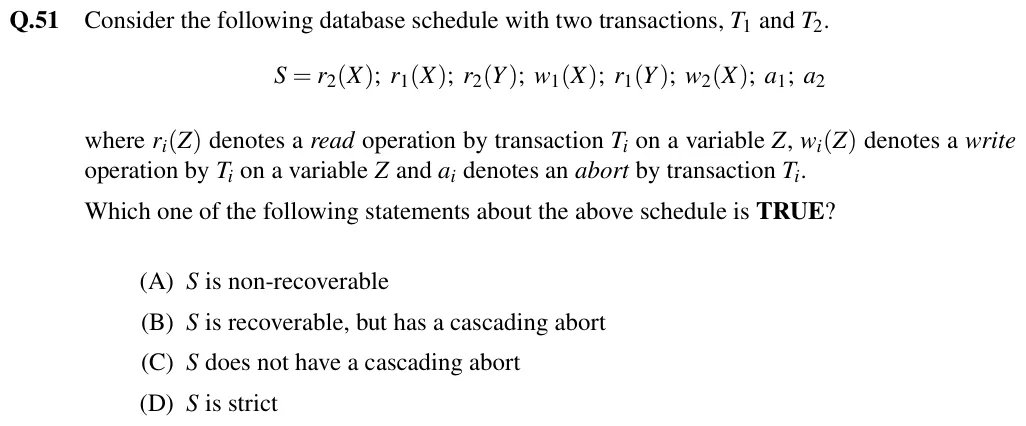 Q.51 Consider the following database schedule with two transactions, T₁ and T₂.
S = r₂(X); r₁(X); r₂(Y); w₁(X); r₁(Y); w₂(X); a₁; a₂
where rᵢ(Z) denotes a read operation by transaction Tᵢ on a variable Z, wᵢ(Z) denotes a write
operation by Tᵢ on a variable Z and aᵢ denotes an abort by transaction Tᵢ.
Which one of the following statements about the above schedule is TRUE?
(A) S is non-recoverable
(B) S is recoverable, but has a cascading abort
(C) S does not have a cascading abort
(D) S is strict